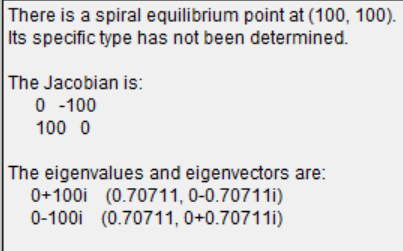 There is a spiral equilibrium point at (100, 100).
Its specific type has not been determined.
The Jacobian is:
0 -100
100 0
The eigenvalues and eigenvectors are:
0+100i (0.70711, 0-0.70711i)
0-100i (0.70711, 0+0.70711i)